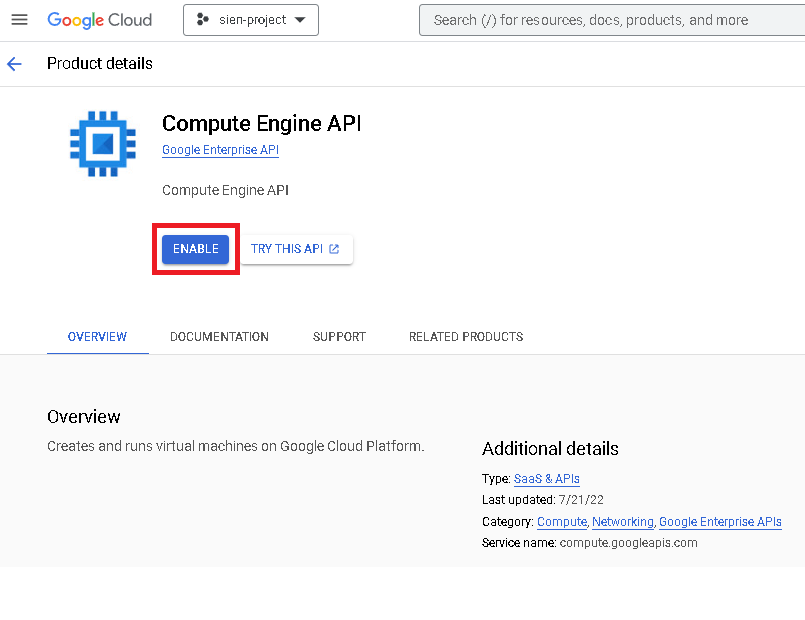 Google Cloud
sien-project
Search (/) for resources, docs, products, and more
Product details
Compute Engine API
Google Enterprise API
Compute Engine API
ENABLE
TRY THIS API
OVERVIEW
DOCUMENTATION
SUPPORT
RELATED PRODUCTS
Overview
Creates and runs virtual machines on Google Cloud Platform.
Additional details
Type: SaaS & APIs
Last updated: 7/21/22
Category: Compute, Networking, Google Enterprise APIs
Service name: compute.googleapis.com